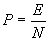 P = E/N